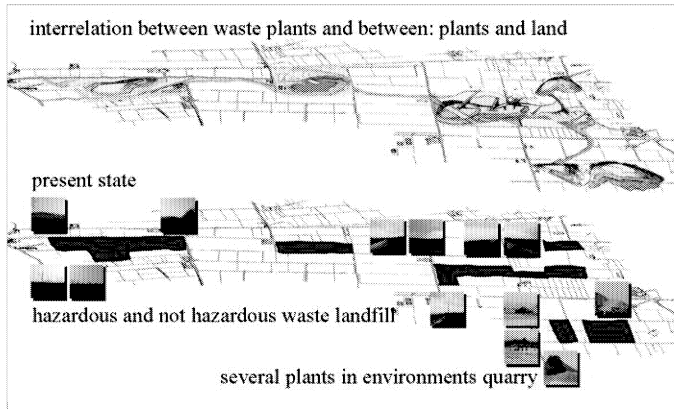 interrelation between waste plants and between: plants and land
present state
hazardous and not hazardous waste landfill
several plants in environments quarry